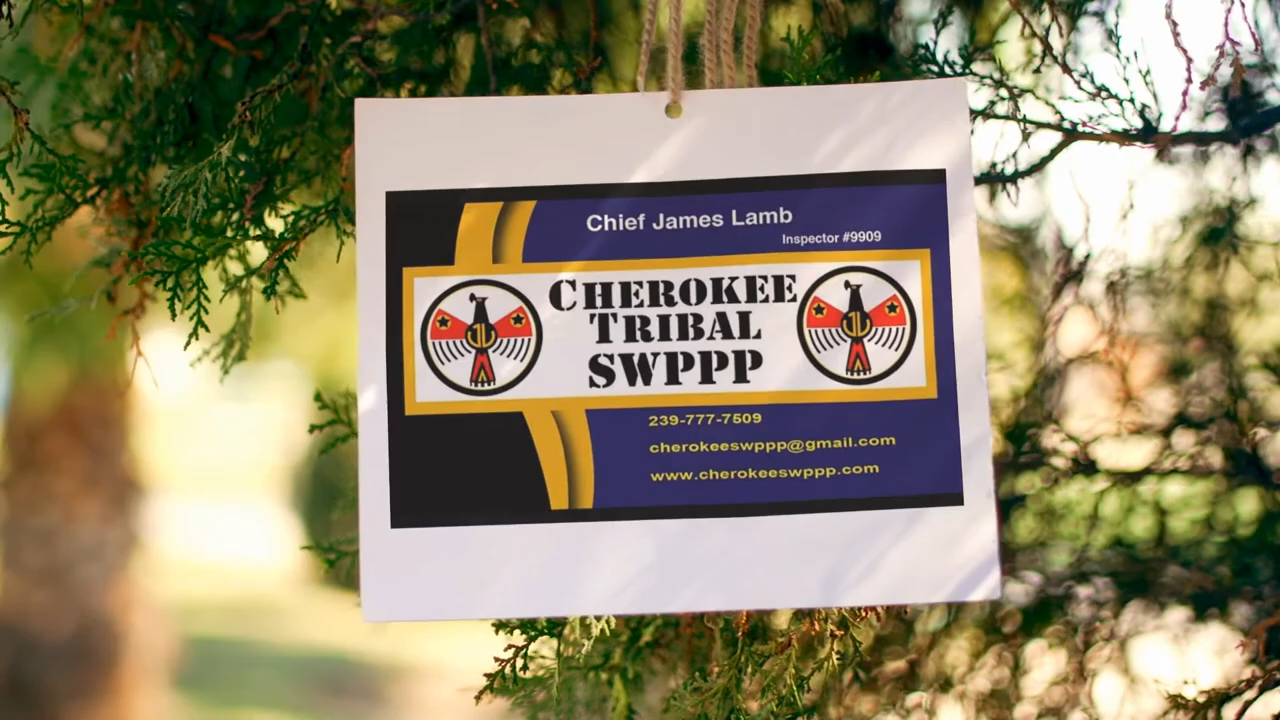 Chief James Lamb
Inspector #9909
CHEROKEE
TRIBAL
SWPPP
239-777-7509
cherokeeswppp@gmail.com
www.cherokeeswppp.com